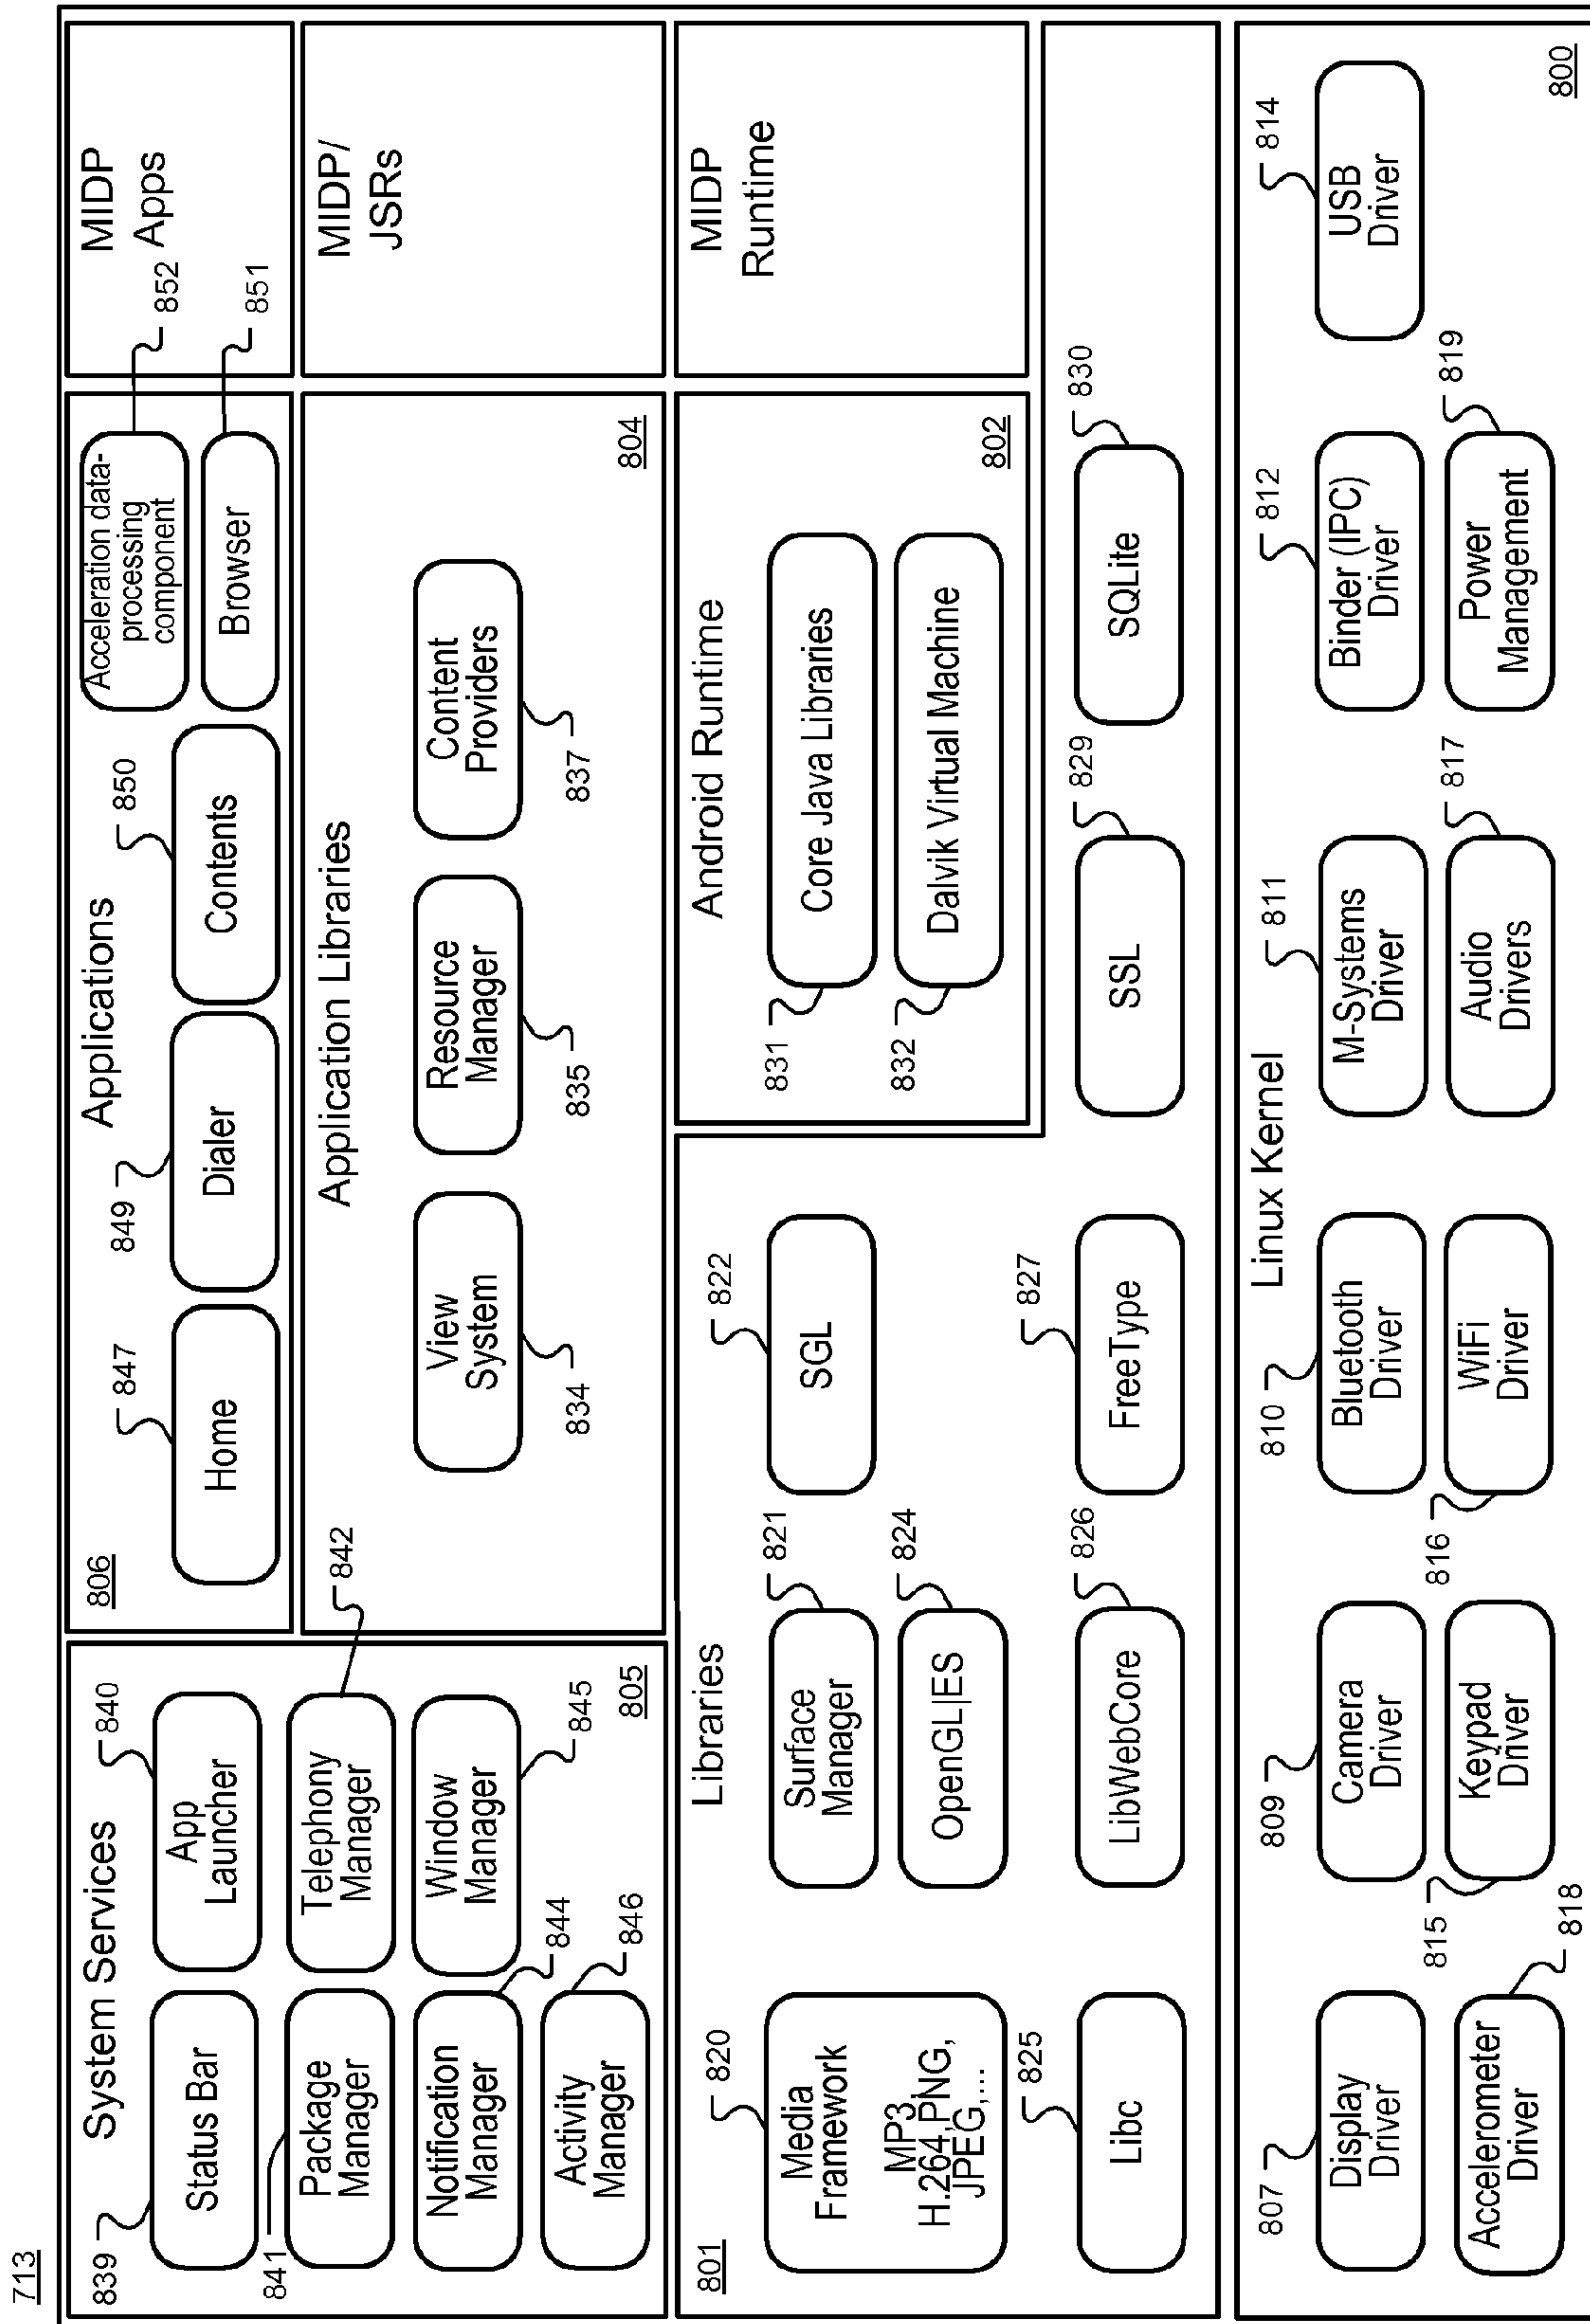 713
System Services
839
Status Bar
840
App
Launcher
841
Package
Manager
842
Telephony
Manager
Notification
Manager
844
Window
Manager
845
Activity
Manager
846
805
806
Applications
847
Home
849
Dialer
850
Contents
Acceleration data-
processing
component
852
Browser
851
MIDP
Apps
Application Libraries
View
System
834
Resource
Manager
835
Content
Providers
837
804
MIDP/
JSRs
801
Libraries
820
Media
Framework
MP3
H.264,PNG,
JPEG,...
821
Surface
Manager
822
SGL
824
OpenGL|ES
825
Libc
826
LibWebCore
827
FreeType
829
SSL
830
SQLite
Android Runtime
831
Core Java Libraries
832
Dalvik Virtual Machine
802
MIDP
Runtime
Linux Kernel
807
Display
Driver
809
Camera
Driver
810
Bluetooth
Driver
811
M-Systems
Driver
812
Binder (IPC)
Driver
814
USB
Driver
Accelerometer
Driver
818
815
Keypad
Driver
816
WiFi
Driver
817
Audio
Drivers
819
Power
Management
800